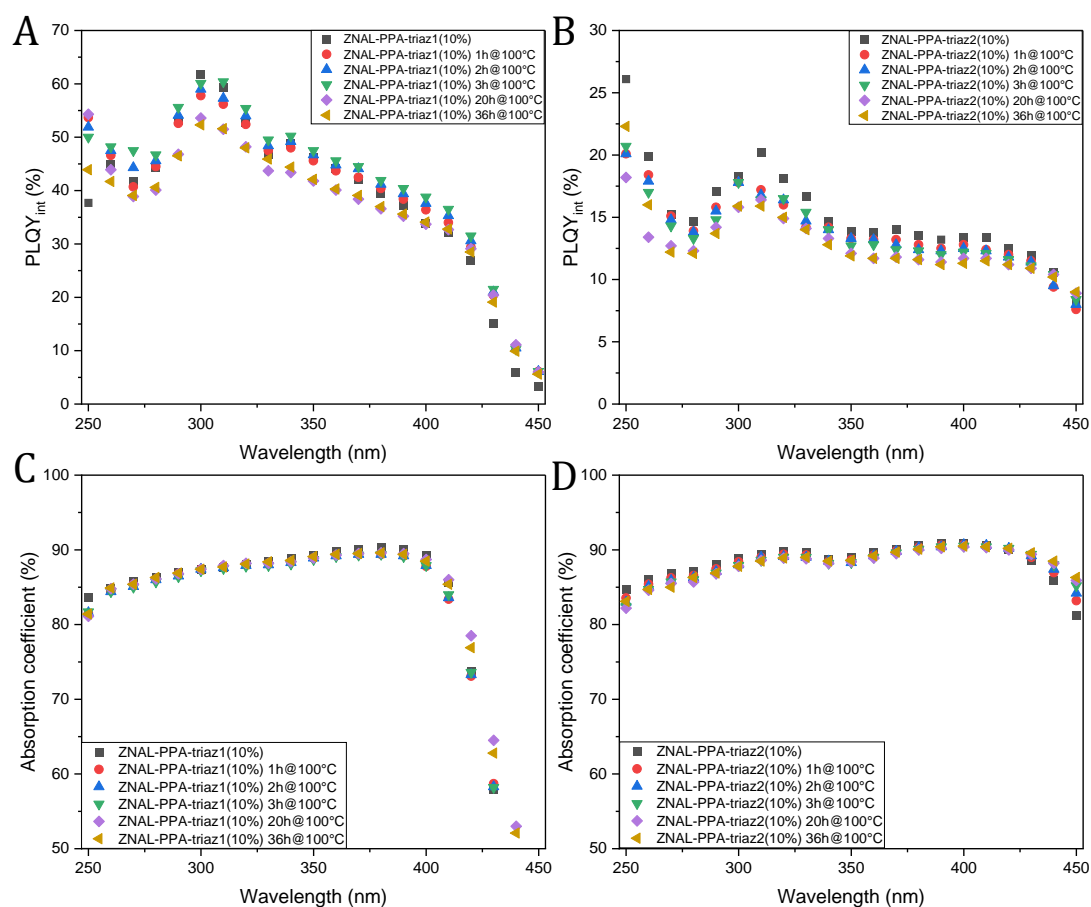 A
70
60
50
40
30
20
10
0
PLQYint (%)
250
300
350
400
450
Wavelength (nm)
ZNAL-PPA-triaz1(10%)
ZNAL-PPA-triaz1(10%) 1h@100°C
ZNAL-PPA-triaz1(10%) 2h@100°C
ZNAL-PPA-triaz1(10%) 3h@100°C
ZNAL-PPA-triaz1(10%) 20h@100°C
ZNAL-PPA-triaz1(10%) 36h@100°C
B
30
25
20
15
10
5
0
PLQYint (%)
250
300
350
400
450
Wavelength (nm)
ZNAL-PPA-triaz2(10%)
ZNAL-PPA-triaz2(10%) 1h@100°C
ZNAL-PPA-triaz2(10%) 2h@100°C
ZNAL-PPA-triaz2(10%) 3h@100°C
ZNAL-PPA-triaz2(10%) 20h@100°C
ZNAL-PPA-triaz2(10%) 36h@100°C
C
100
90
80
70
60
50
Absorption coefficient (%)
ZNAL-PPA-triaz1(10%)
ZNAL-PPA-triaz1(10%) 1h@100°C
ZNAL-PPA-triaz1(10%) 2h@100°C
ZNAL-PPA-triaz1(10%) 3h@100°C
ZNAL-PPA-triaz1(10%) 20h@100°C
ZNAL-PPA-triaz1(10%) 36h@100°C
250
300
350
400
450
Wavelength (nm)
D
100
90
80
70
60
50
Absorption coefficient (%)
ZNAL-PPA-triaz2(10%)
ZNAL-PPA-triaz2(10%) 1h@100°C
ZNAL-PPA-triaz2(10%) 2h@100°C
ZNAL-PPA-triaz2(10%) 3h@100°C
ZNAL-PPA-triaz2(10%) 20h@100°C
ZNAL-PPA-triaz2(10%) 36h@100°C
250
300
350
400
450
Wavelength (nm)